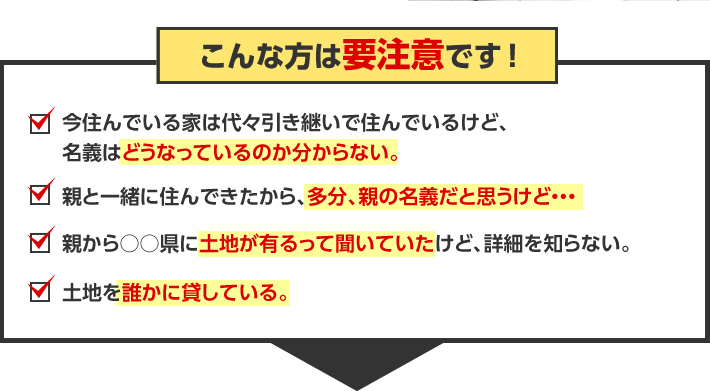 こんな方は要注意です！
今住んでいる家は代々引き継いで住んでいるけど、
名義はどうなっているのか分からない。
親と一緒に住んできたから、多分、親の名義だと思うけど・・・
親から○○県に土地が有るって聞いていたけど、詳細を知らない。
土地を誰かに貸している。